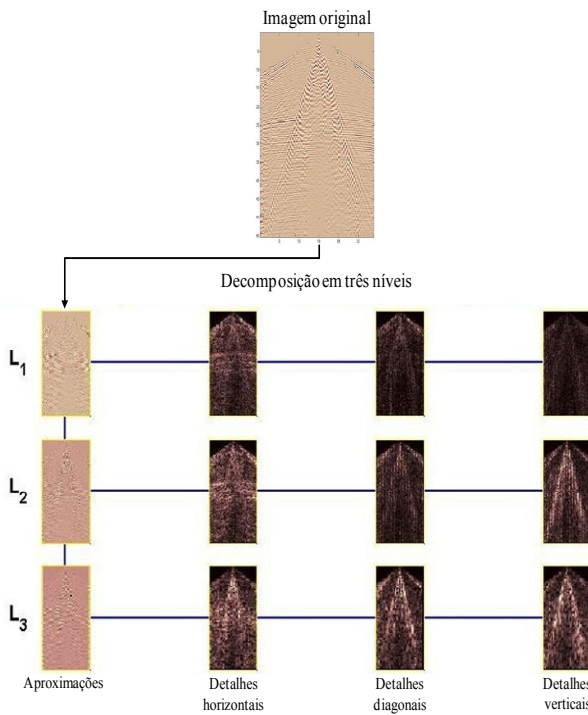 Imagem original
Decomposição em três níveis
L1
L2
L3
Aproximações
Detalhes
horizontais
Detalhes
diagonais
Detalhes
verticais